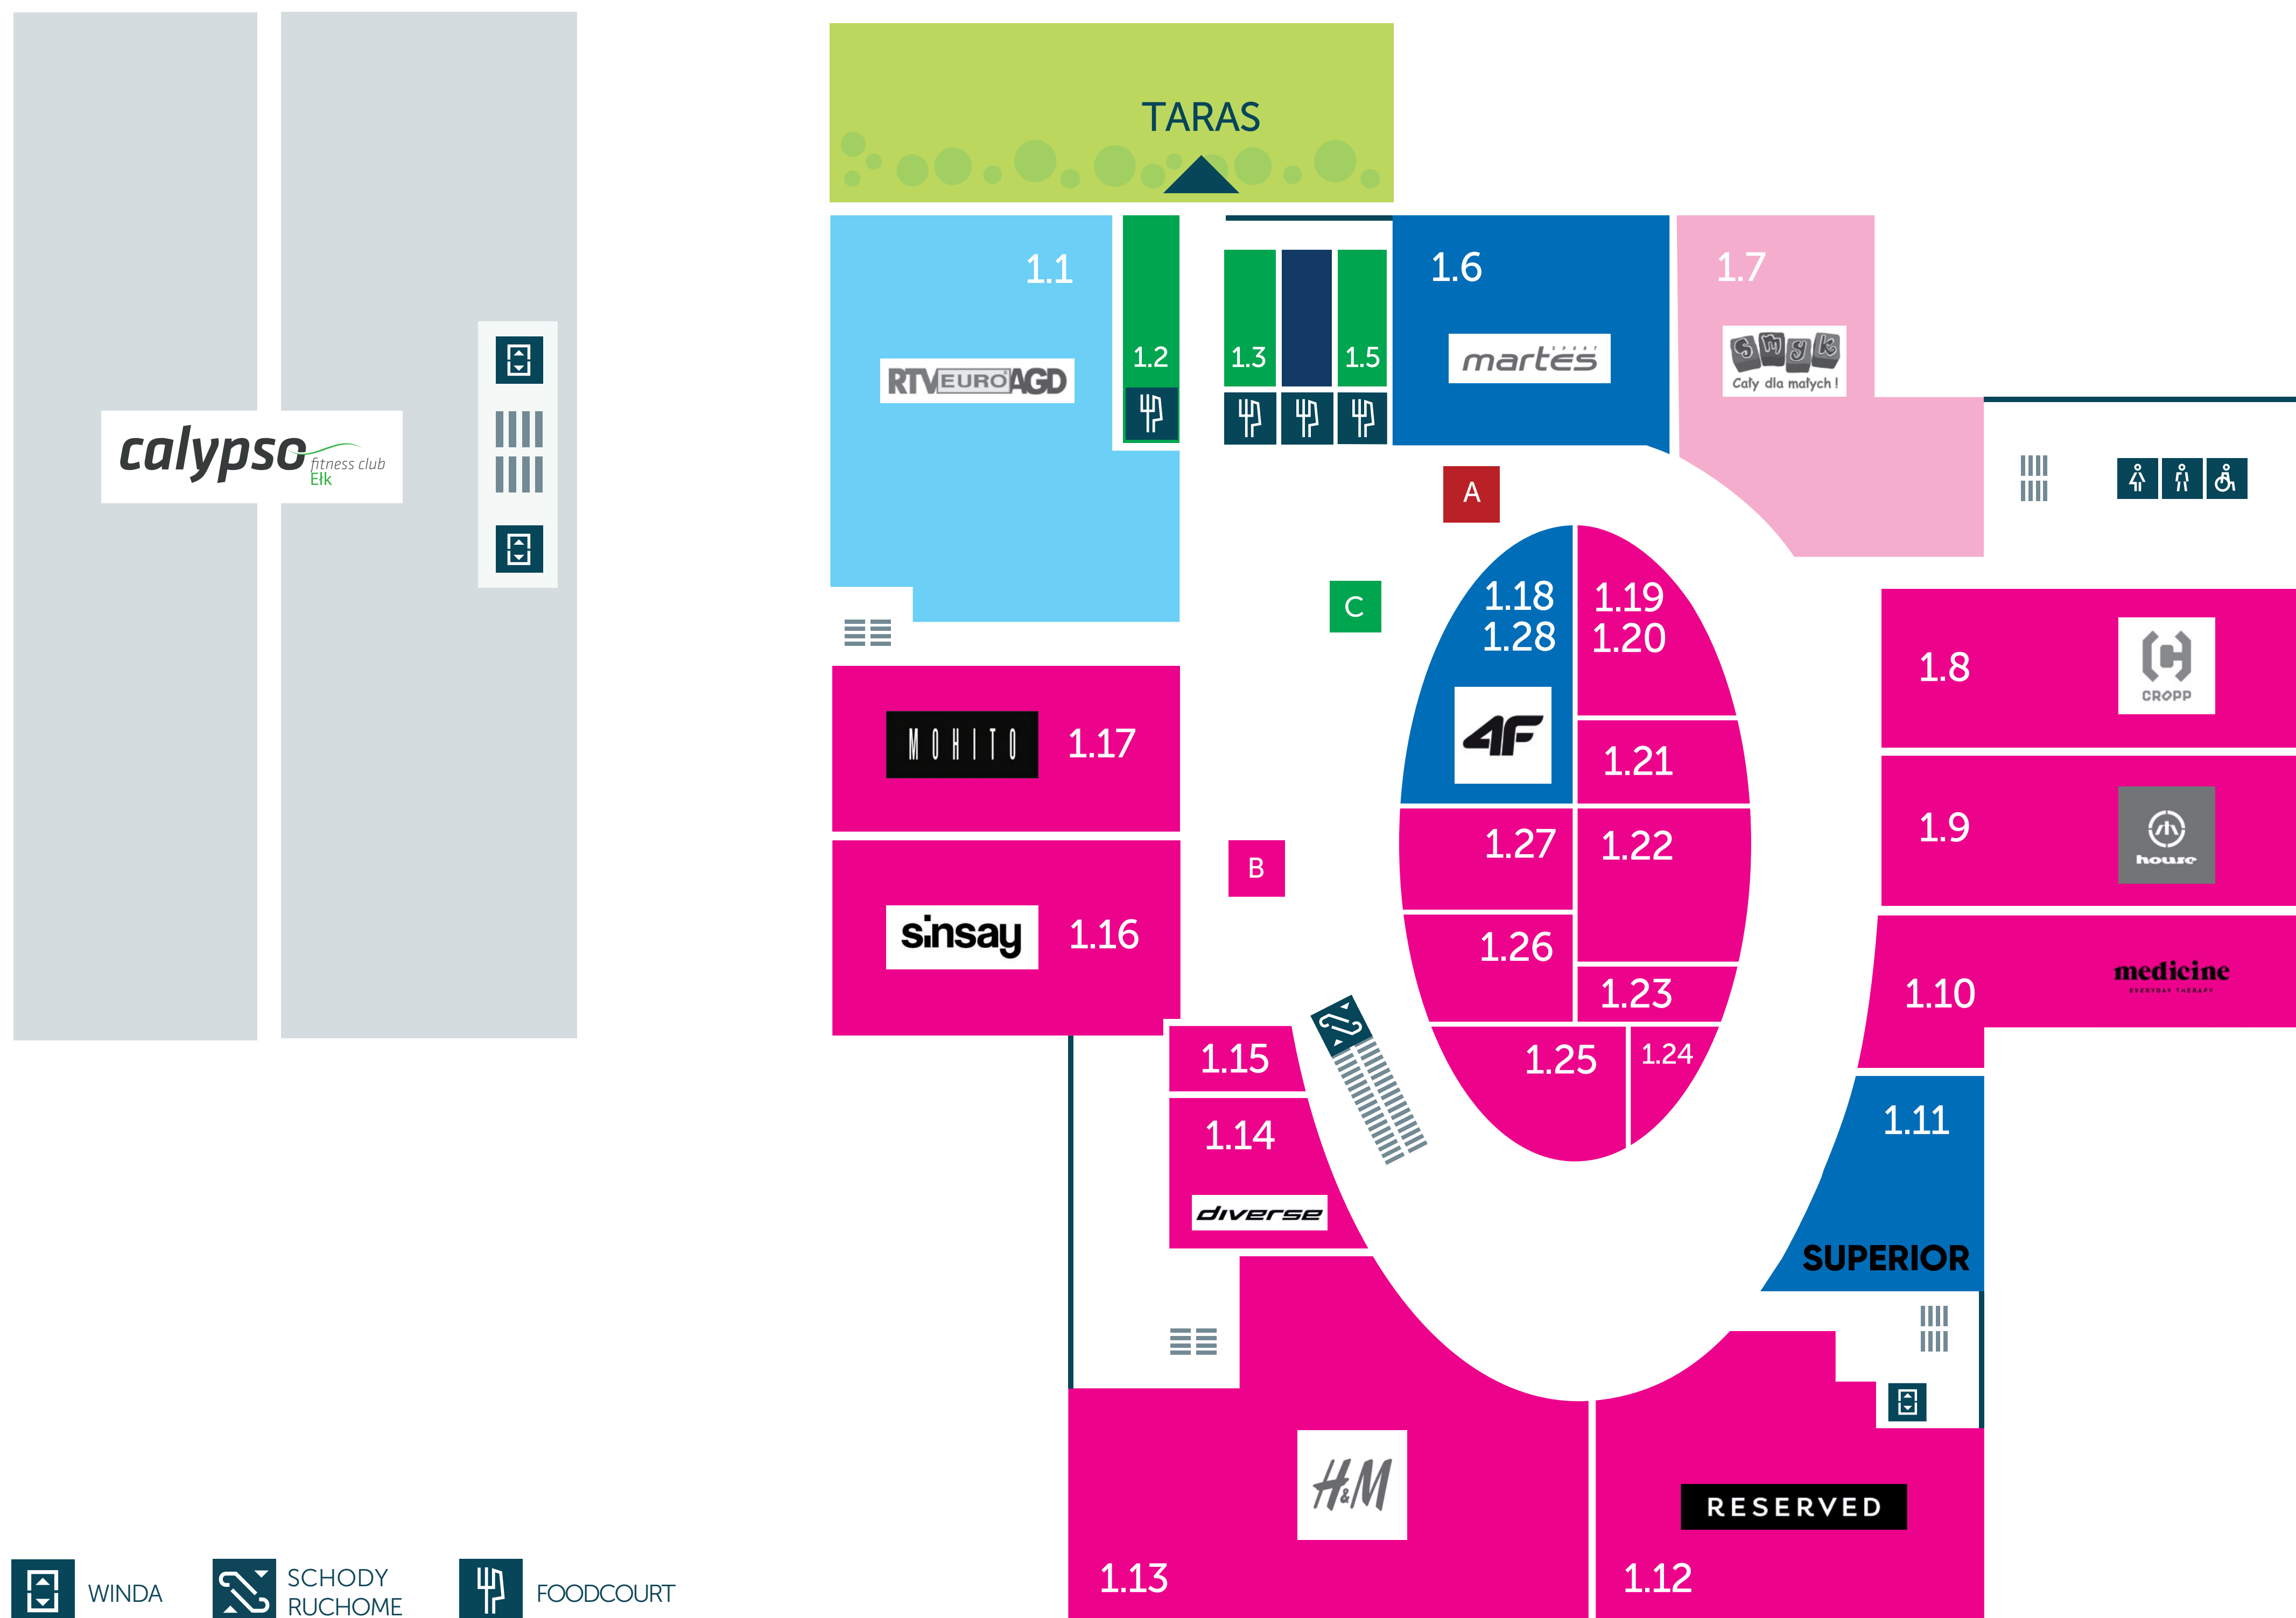 TARAS
1.1
RTV EURO AGD
1.2
1.3
1.5
1.6
martes
SPORT
1.7
smyk
Cały dla małych !
calypso
fitness club
Ełk
A
C
B
1.18
1.28
4F
1.19
1.20
1.21
1.27
1.22
1.26
1.23
1.25
1.24
1.8
CROPP
1.9
house
1.10
medicine
EVERYDAY THERAPY
1.11
SUPERIOR
MOHITO
1.17
sinsay
1.16
1.15
1.14
diverse
H&M
1.13
RESERVED
1.12
WINDA
SCHODY
RUCHOME
FOODCOURT